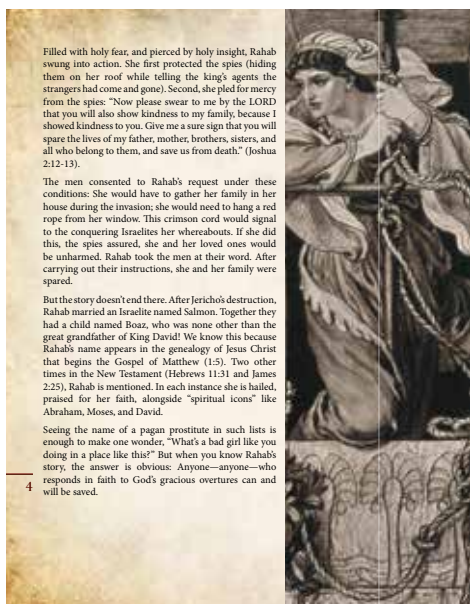 Filled with holy fear, and pierced by holy insight, Rahab
swung into action. She first protected the spies (hiding
them on her roof while telling the king's agents the
strangers had come and gone). Second, she pled for mercy
from the spies: “Now please swear to me by the LORD
that you will also show kindness to my family, because I
showed kindness to you. Give me a sure sign that you will
spare the lives of my father, mother, brothers, sisters, and
all who belong to them, and save us from death.” (Joshua
2:12-13).
The men consented to Rahab's request under these
conditions: She would have to gather her family in her
house during the invasion; she would need to hang a red
rope from her window. This crimson cord would signal
to the conquering Israelites her whereabouts. If she did
this, the spies assured, she and her loved ones would
be unharmed. Rahab took the men at their word. After
carrying out their instructions, she and her family were
spared.
But the story doesn't end there. After Jericho's destruction,
Rahab married an Israelite named Salmon. Together they
had a child named Boaz, who was none other than the
great grandfather of King David! We know this because
Rahab's name appears in the genealogy of Jesus Christ
that begins the Gospel of Matthew (1:5). Two other
times in the New Testament (Hebrews 11:31 and James
2:25), Rahab is mentioned. In each instance she is hailed,
praised for her faith, alongside “spiritual icons” like
Abraham, Moses, and David.
Seeing the name of a pagan prostitute in such lists is
enough to make one wonder, “What's a bad girl like you
doing in a place like this?” But when you know Rahab's
story, the answer is obvious: Anyone—anyone—who
responds in faith to God's gracious overtures can and
will be saved.
4